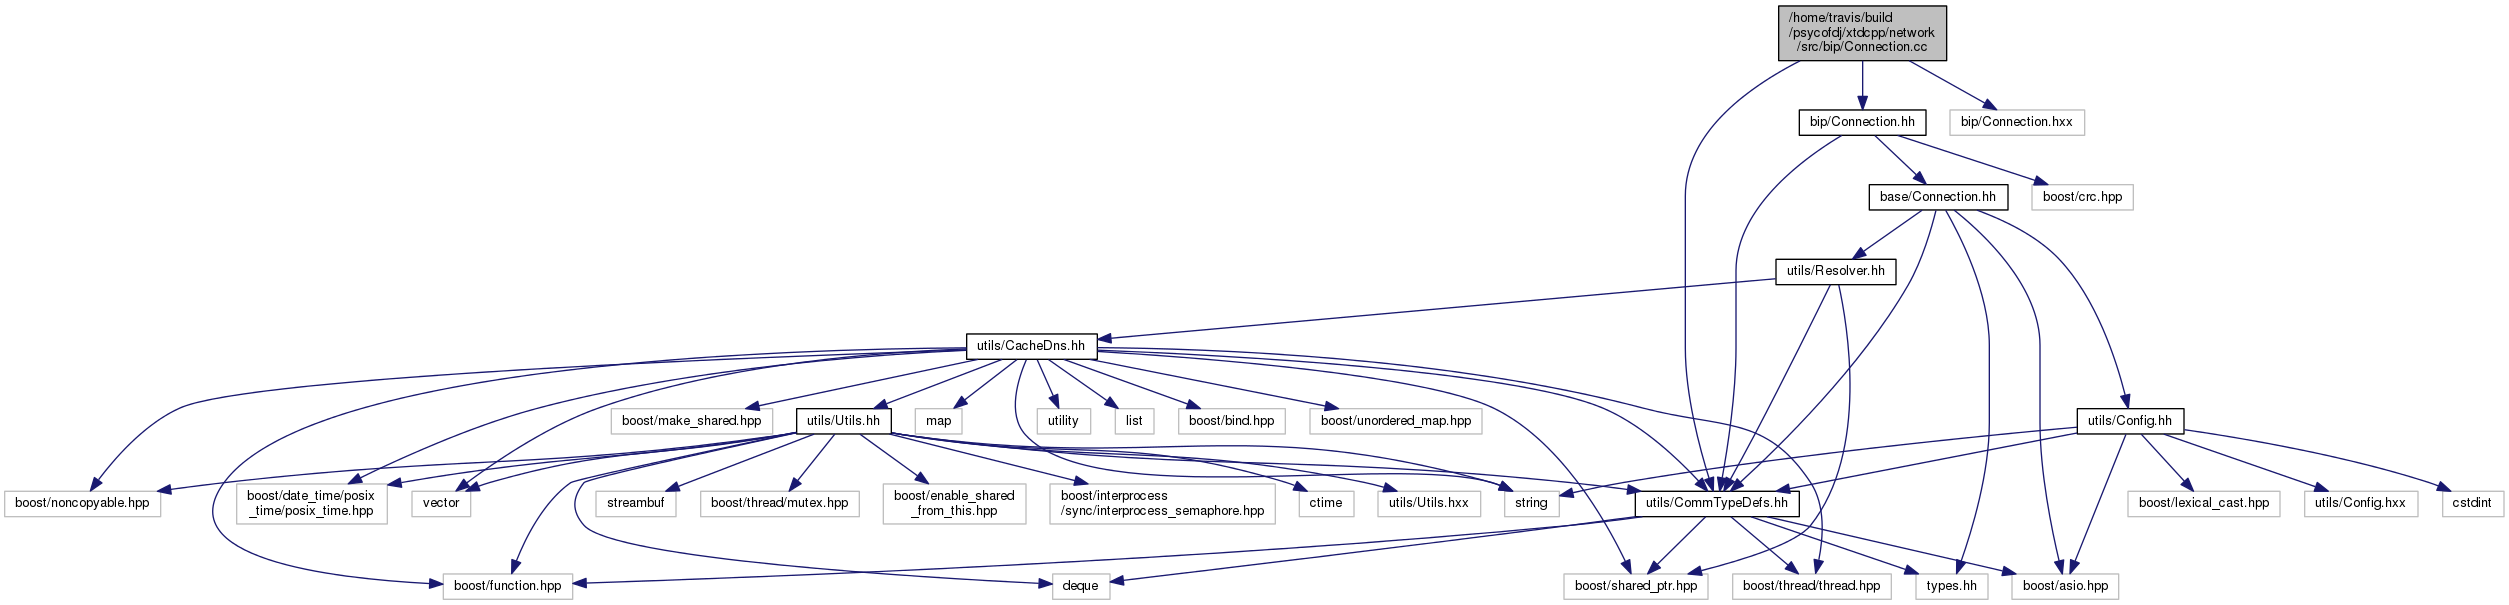 /home/travis/build
/psycofdj/xtdcpp/network
/src/bip/Connection.cc
bip/Connection.hh
bip/Connection.hxx
base/Connection.hh
boost/crc.hpp
utils/Resolver.hh
utils/CacheDns.hh
boost/make_shared.hpp
utils/Utils.hh
map
utility
list
boost/bind.hpp
boost/unordered_map.hpp
utils/Config.hh
boost/noncopyable.hpp
boost/date_time/posix
_time/posix_time.hpp
vector
streambuf
boost/thread/mutex.hpp
boost/enable_shared
_from_this.hpp
boost/interprocess
/sync/interprocess_semaphore.hpp
ctime
utils/Utils.hxx
string
utils/CommTypeDefs.hh
boost/lexical_cast.hpp
utils/Config.hxx
cstdint
boost/function.hpp
deque
boost/shared_ptr.hpp
boost/thread/thread.hpp
types.hh
boost/asio.hpp